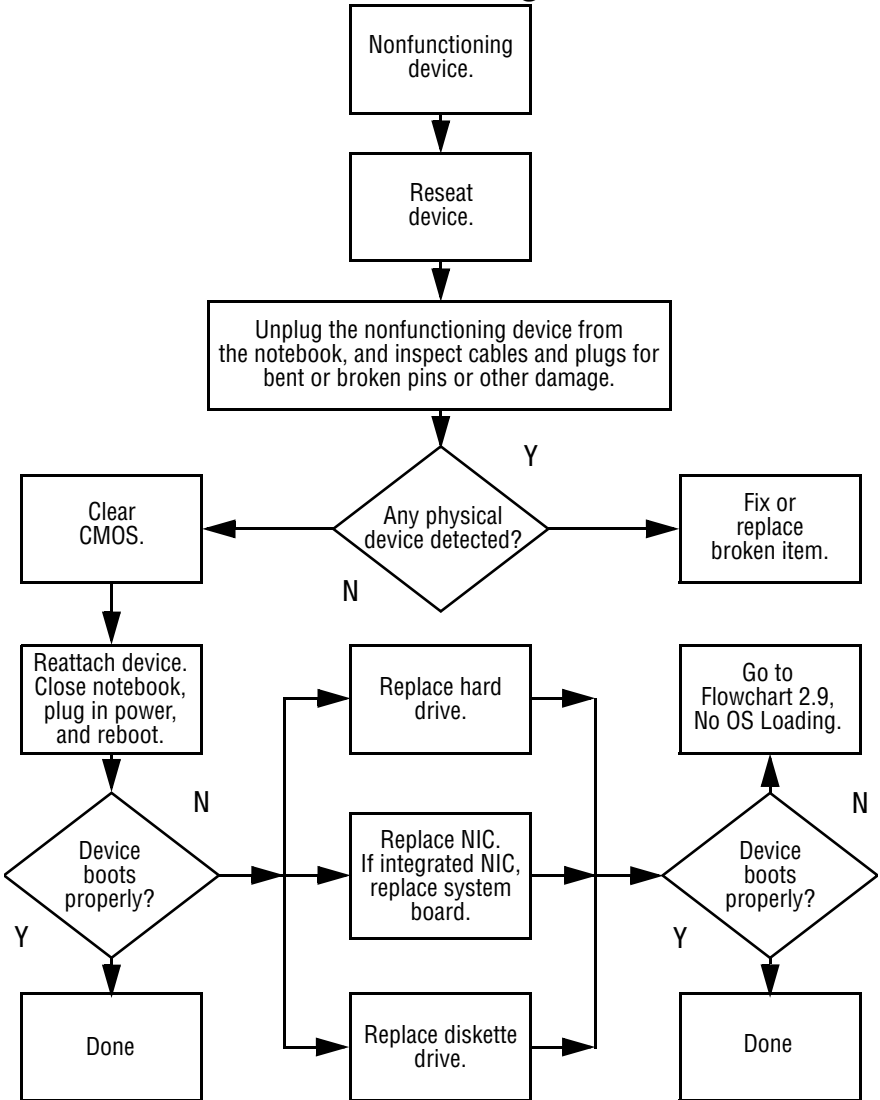 Nonfunctioning
device.
Reseat
device.
Unplug the nonfunctioning device from
the notebook, and inspect cables and plugs for
bent or broken pins or other damage.
Y
Clear
CMOS.
Any physical
device detected?
Fix or
replace
broken item.
N
Reattach device.
Close notebook,
plug in power,
and reboot.
Replace hard
drive.
Go to
Flowchart 2.9,
No OS Loading.
N
N
Device
boots
properly?
Replace NIC.
If integrated NIC,
replace system
board.
Device
boots
properly?
Y
Y
Done
Replace diskette
drive.
Done